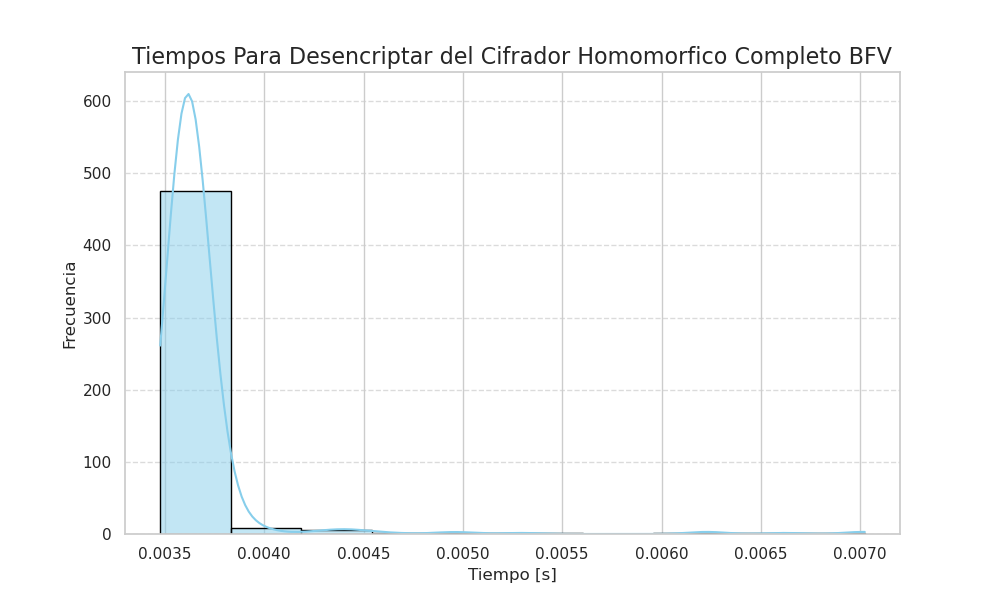 Tiempos Para Desencriptar del Cifrador Homomorfico Completo BFV
600
500
400
300
200
100
0
Frecuencia
0.0035 0.0040 0.0045 0.0050 0.0055 0.0060 0.0065 0.0070
Tiempo [s]